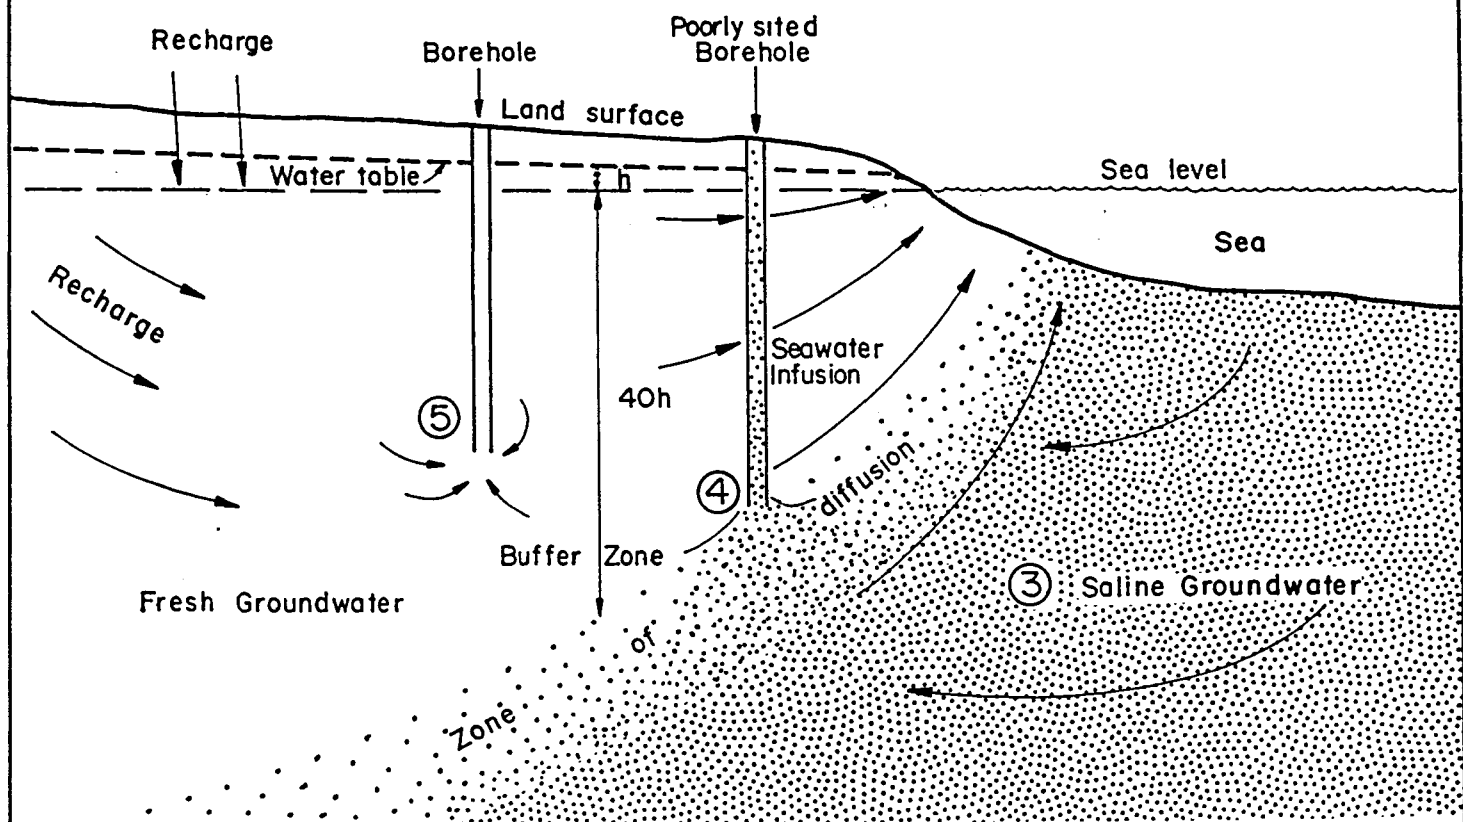 Recharge
Borehole
Poorly sited
Borehole
Land surface
Water table
h
Sea level
Sea
Recharge
Seawater
Infusion
40h
5
4
diffusion
Buffer Zone
3 Saline Groundwater
Fresh Groundwater
of
Zone